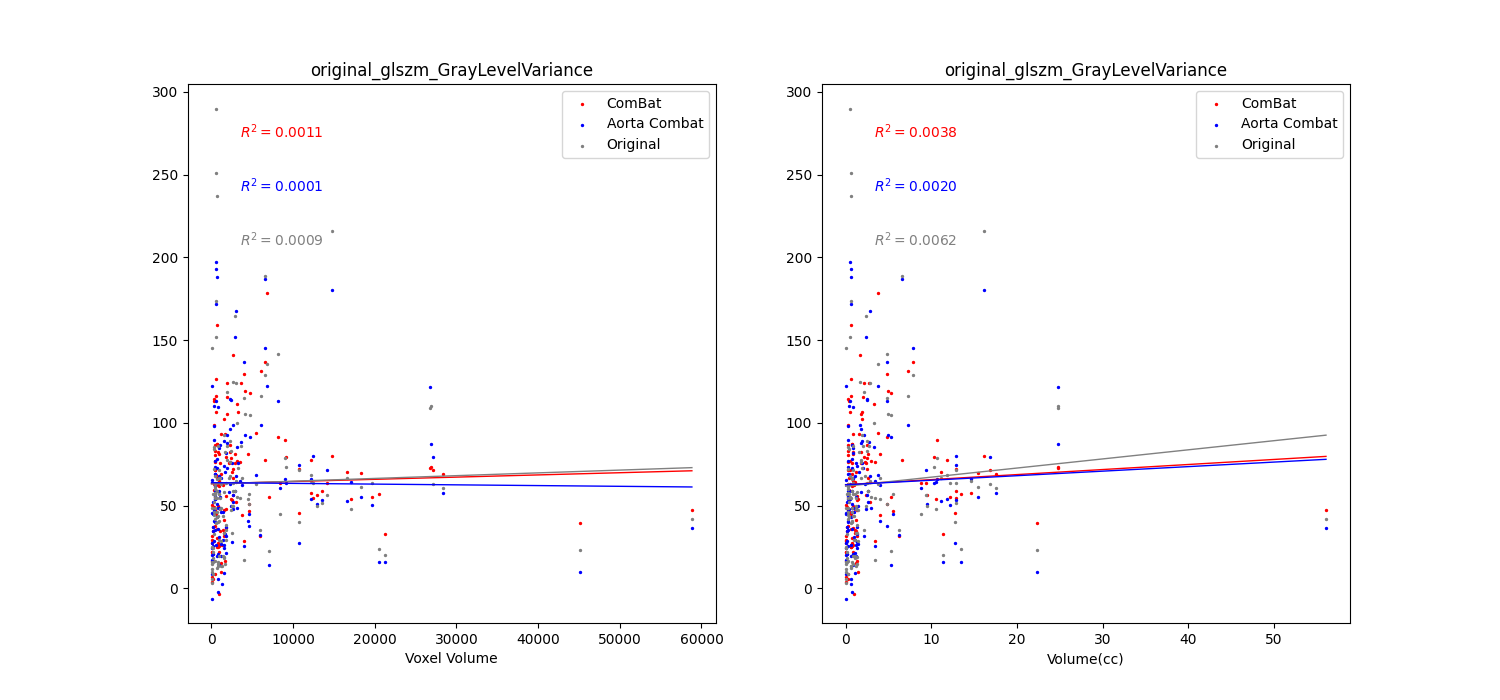 original_glszm_GrayLevelVariance
300
250
200
150
100
50
0
R² = 0.0011
R² = 0.0001
R² = 0.0009
ComBat
Aorta Combat
Original
0 10000 20000 30000 40000 50000 60000
Voxel Volume
original_glszm_GrayLevelVariance
300
250
200
150
100
50
0
R² = 0.0038
R² = 0.0020
R² = 0.0062
ComBat
Aorta Combat
Original
0 10 20 30 40 50
Volume(cc)